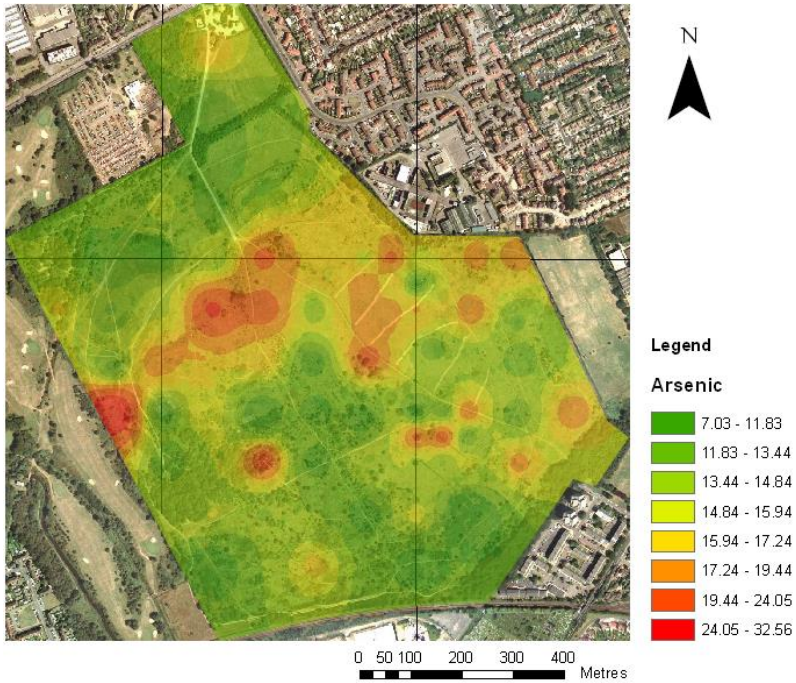 N
Legend
Arsenic
7.03 - 11.83
11.83 - 13.44
13.44 - 14.84
14.84 - 15.94
15.94 - 17.24
17.24 - 19.44
19.44 - 24.05
24.05 - 32.56
0 50 100 200 300 400
Metres